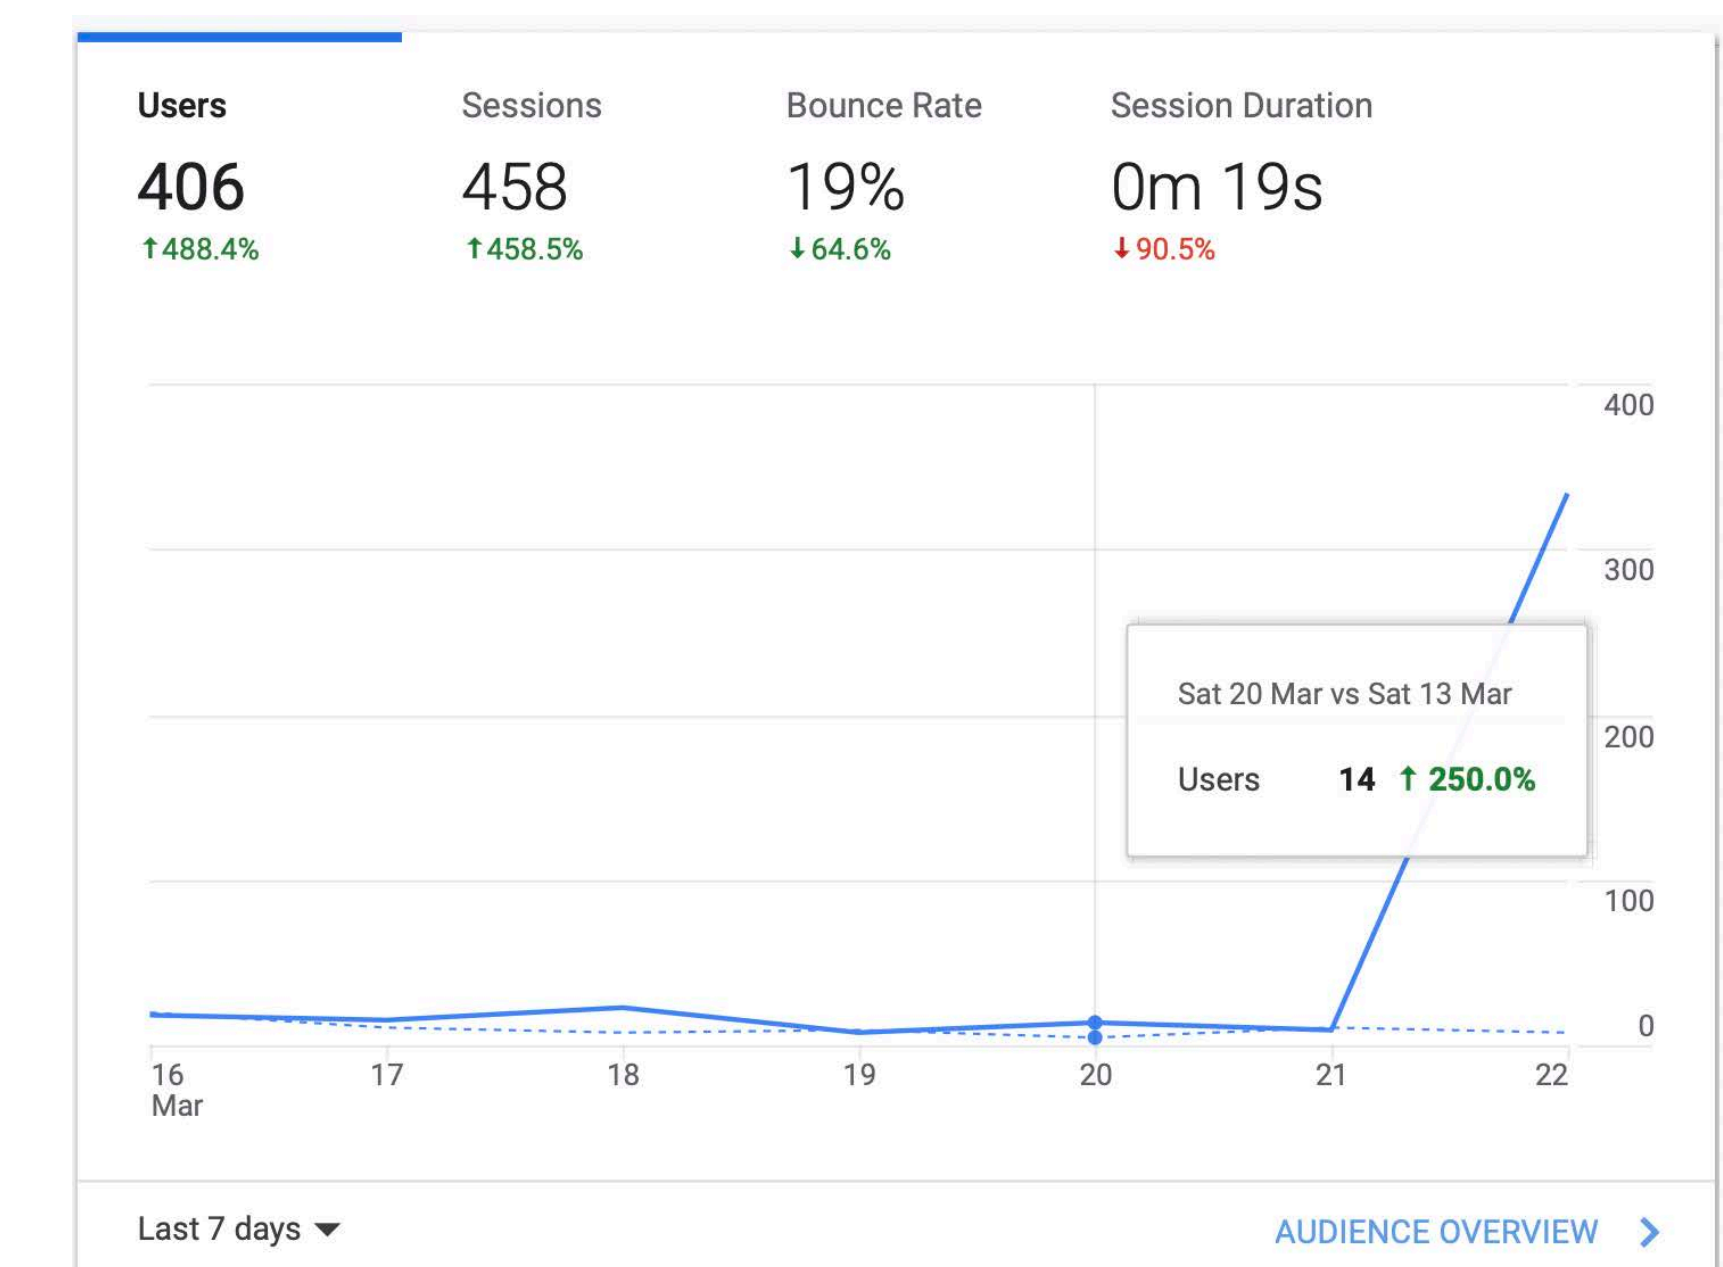 Users Sessions Bounce Rate Session Duration
406 458 19% 0m 19s
↑488.4% ↑458.5% ↓64.6% ↓90.5%
400
300
Sat 20 Mar vs Sat 13 Mar
200
Users 14 ↑ 250.0%
100
0
16 17 18 19 20 21 22
Mar
Last 7 days
AUDIENCE OVERVIEW